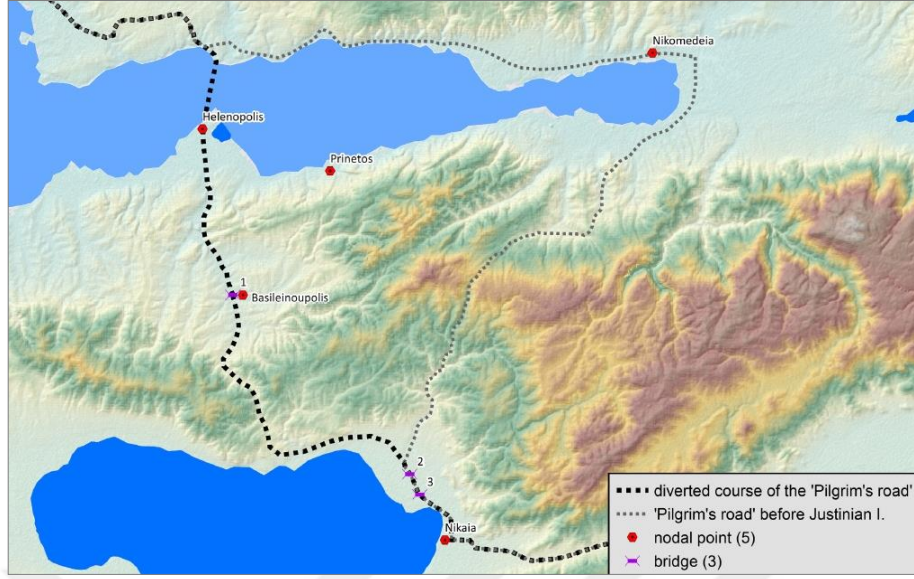 Nikomedeia
Helenopolis
Prinetos
1
Basileinoupolis
2
3
Nikaia
diverted course of the 'Pilgrim's road'
'Pilgrim's road' before Justinian I.
nodal point (5)
bridge (3)